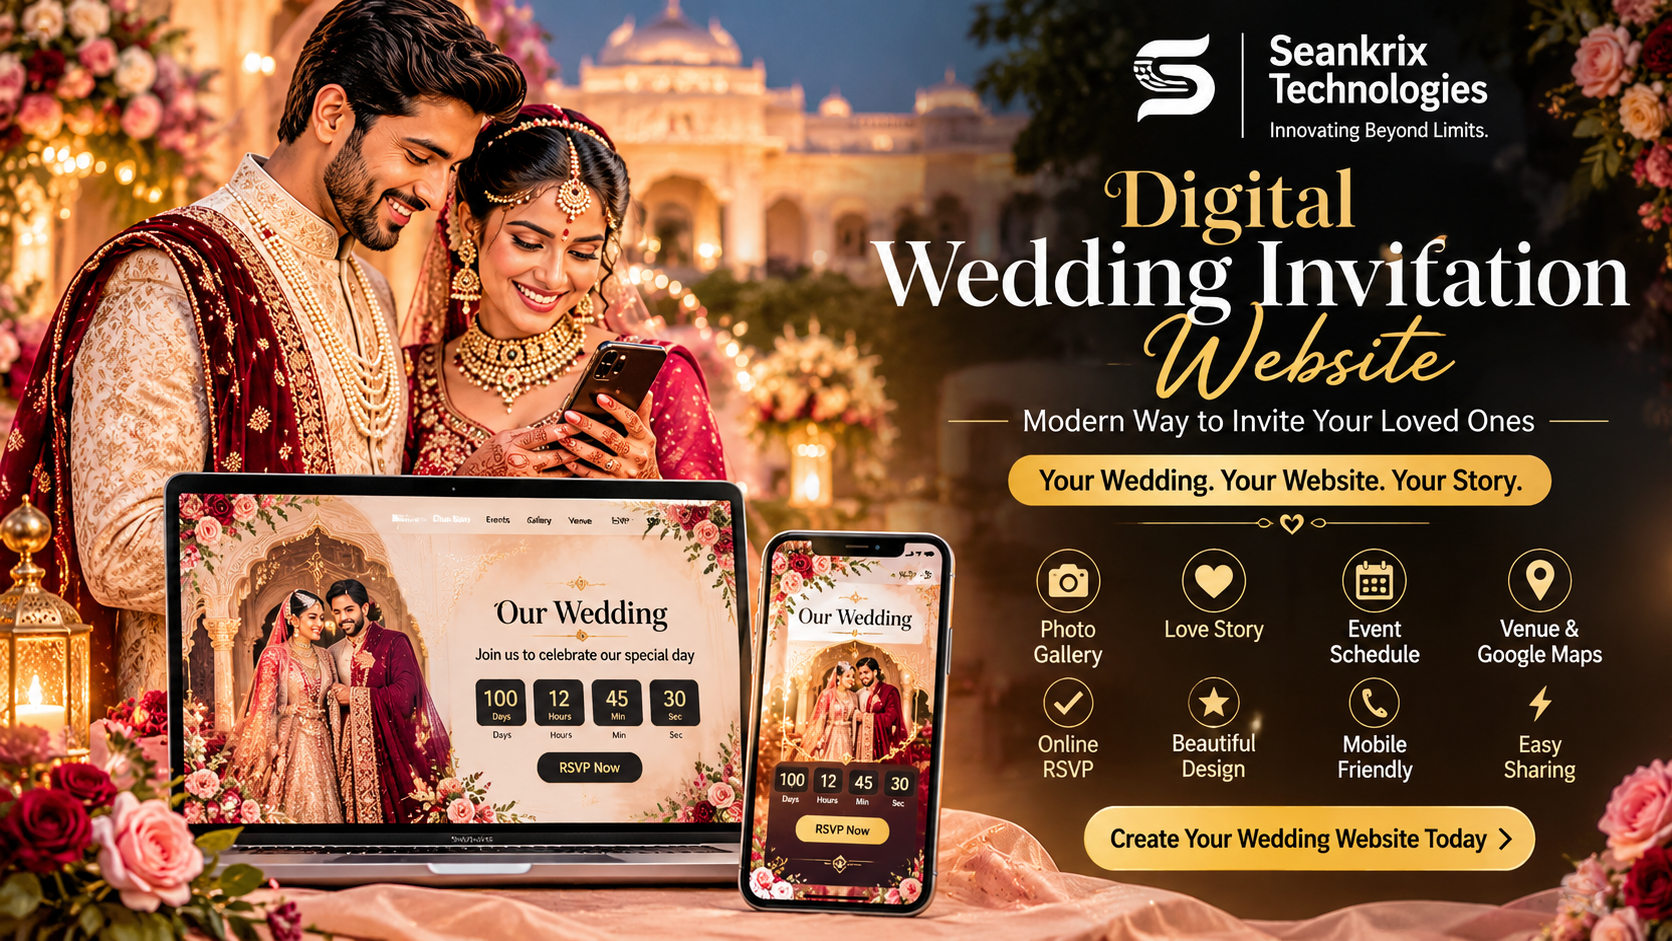 Seankrix
Technologies
Innovating Beyond Limits.
Digital
Wedding Invifation
Website
Modern Way to Invite Your Loved Ones
Your Wedding. Your Website. Your Story.
Photo
Gallery
Love Story
Event
Schedule
Venue &
Google Maps
Online
RSVP
Beautiful
Design
Mobile
Friendly
Easy
Sharing
Create Your Wedding Website Today
Events Gallery Venue
Our Wedding
Join us to celebrate our special day
100 12 45 30
Days Hours Min Sec
Days Hours Min Sec
RSVP Now
Our Wedding
100 12 45 30
Days Hours Min Sec
RSVP Now